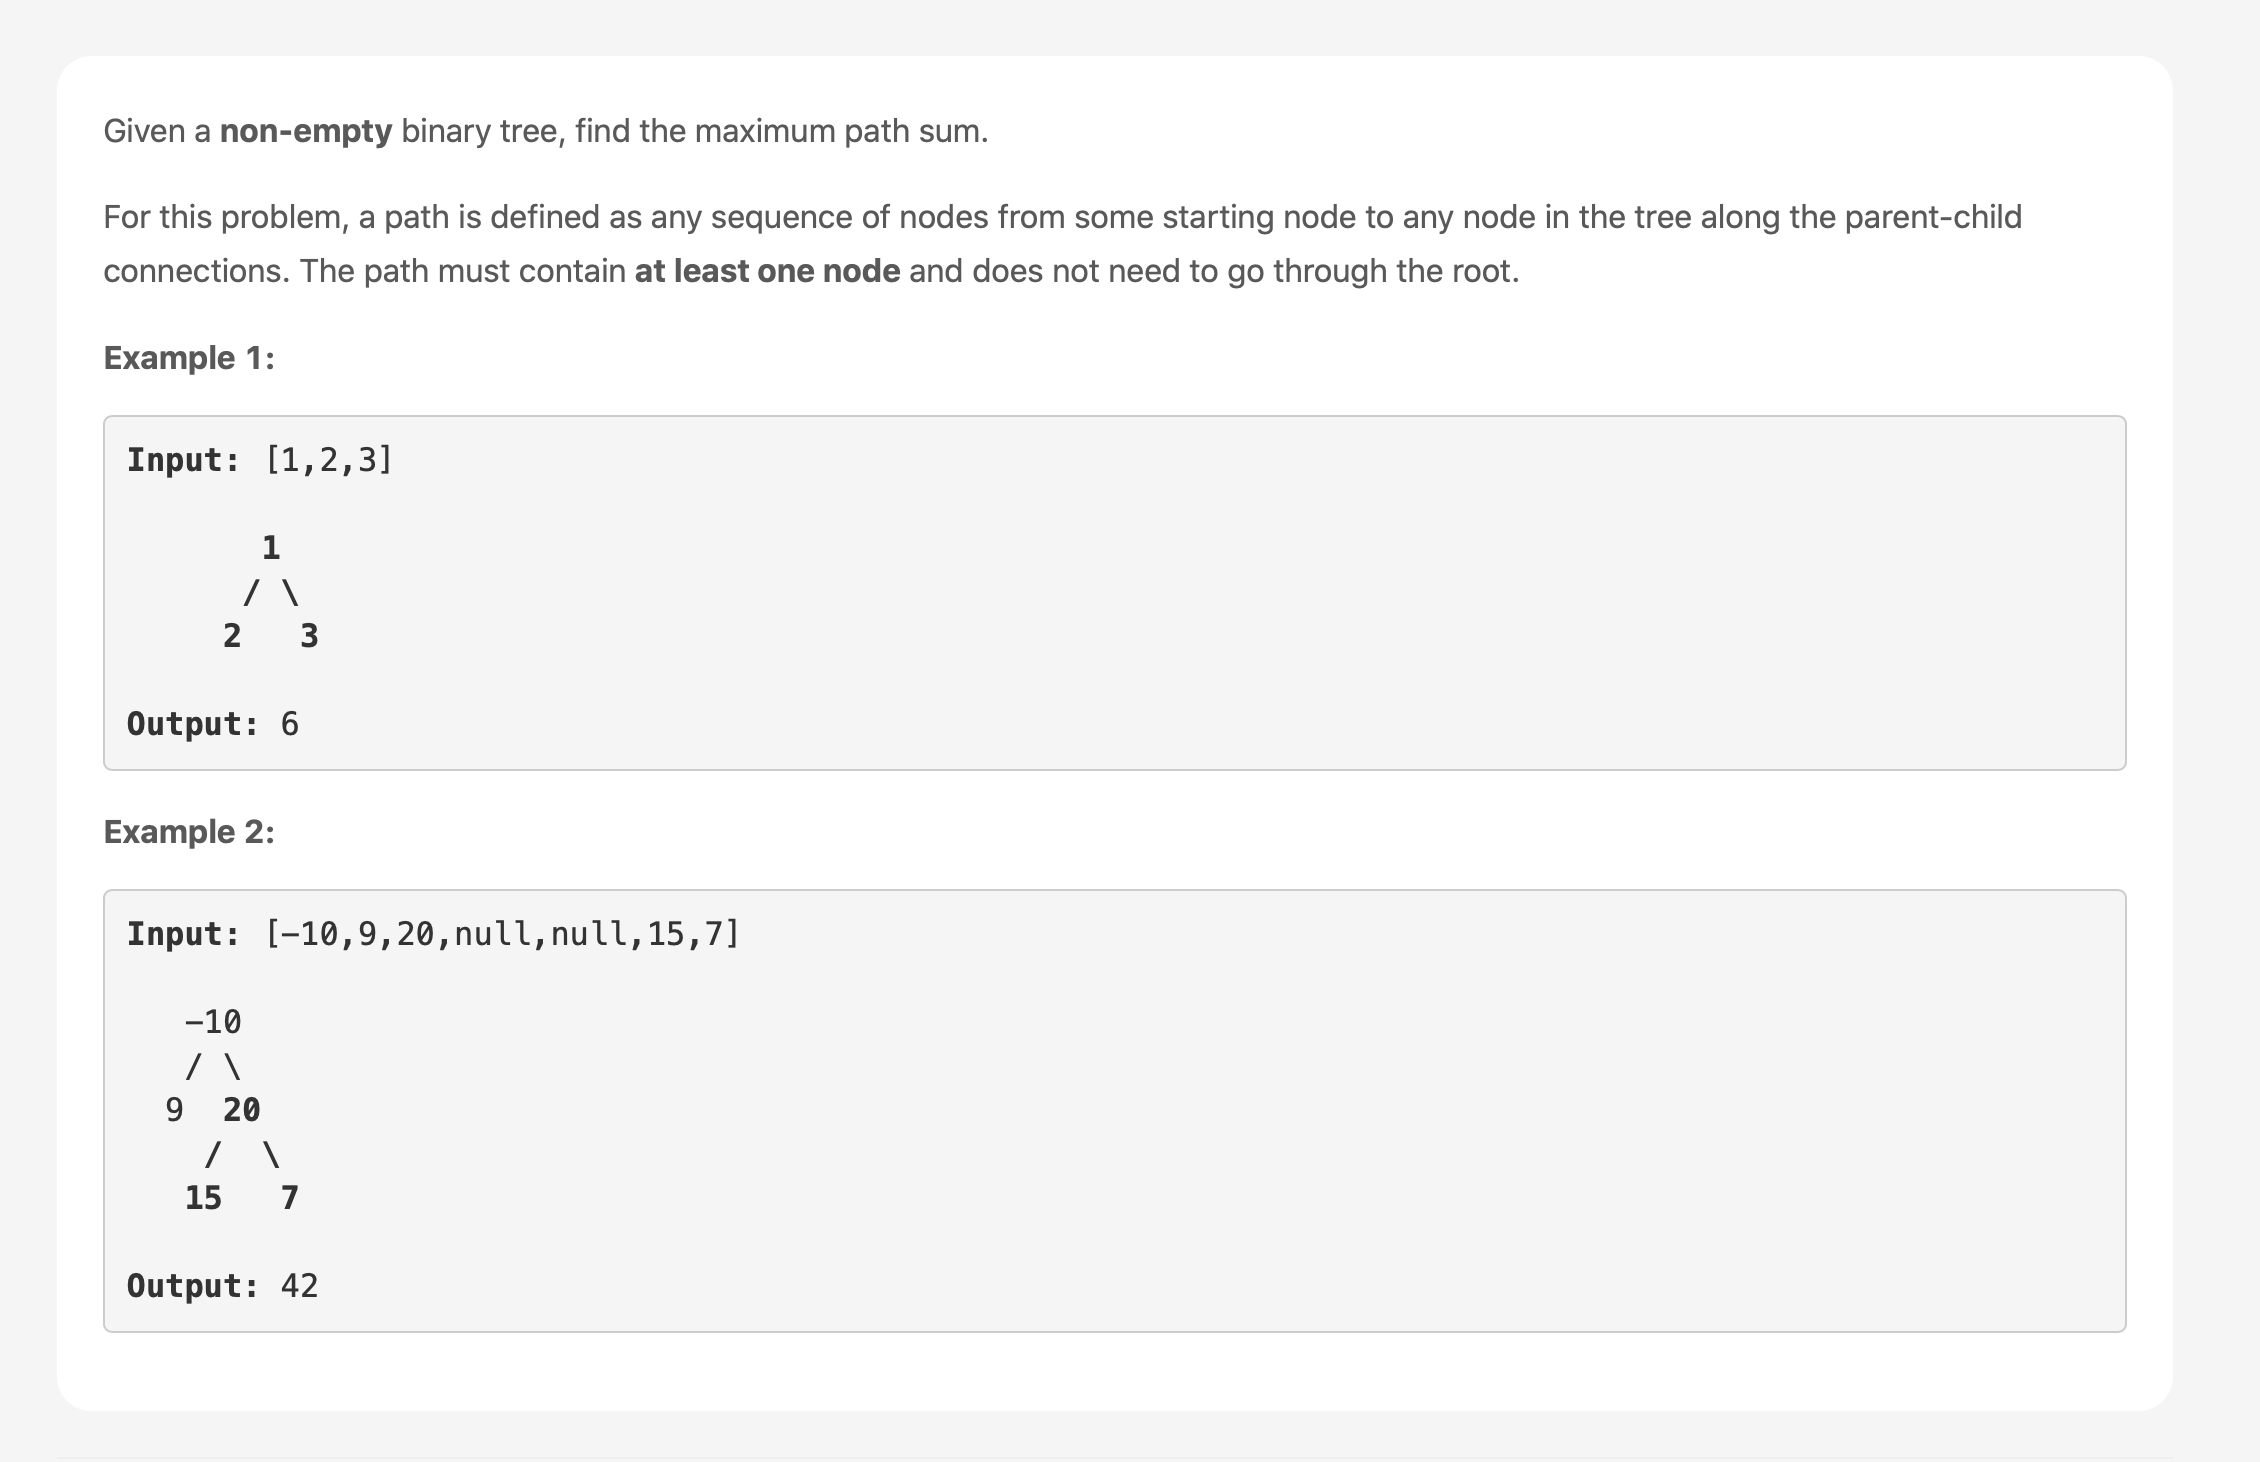 Given a non-empty binary tree, find the maximum path sum.
For this problem, a path is defined as any sequence of nodes from some starting node to any node in the tree along the parent-child
connections. The path must contain at least one node and does not need to go through the root.
Example 1:
Input: [1,2,3]
1
/ \
2   3
Output: 6
Example 2:
Input: [−10,9,20,null,null,15,7]
−10
/ \
9  20
/  \
15   7
Output: 42